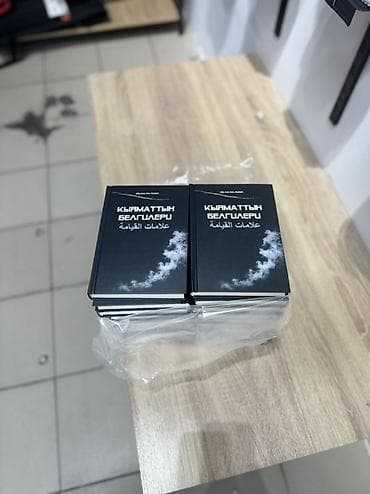 КЫЯМАТТЫН
БЕЛГИЛЕРИ
علامات القيامة
КЫЯМАТТЫН
БЕЛГИЛЕРИ
علامات القيامة